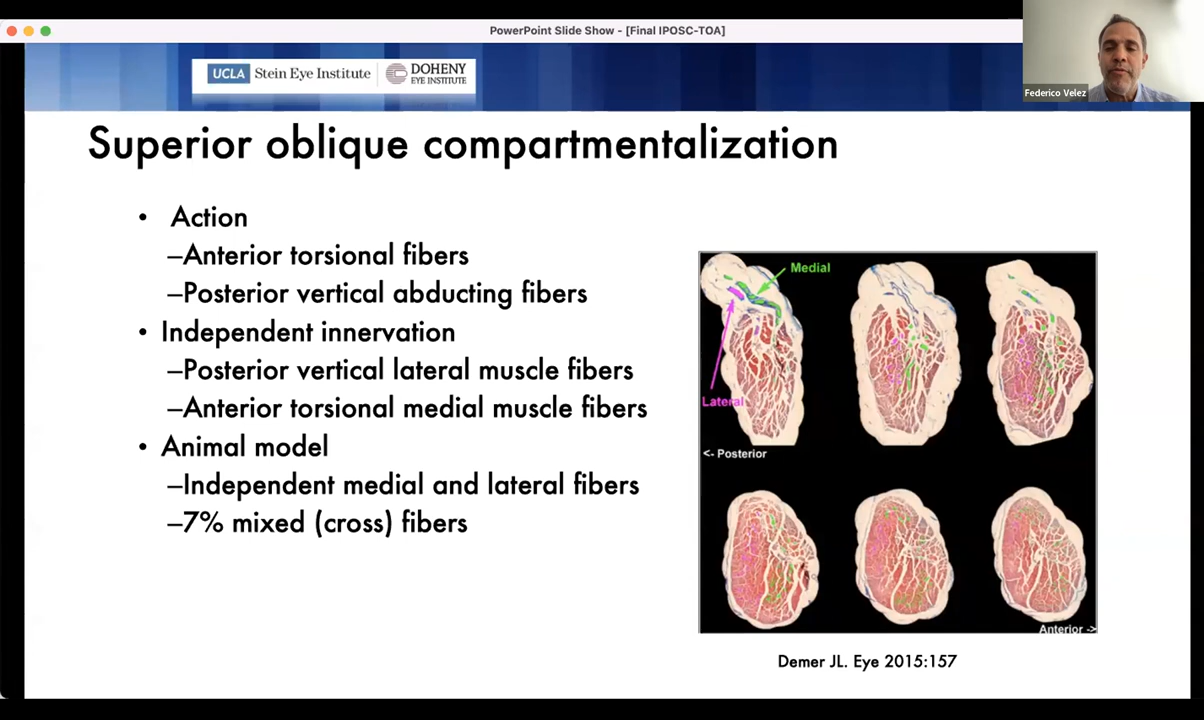 PowerPoint Slide Show - [Final IPOSC-TOA]
UCLA Stein Eye Institute DOHENY
EYE INSTITUTE
Federico Velez
Superior oblique compartmentalization
• Action
–Anterior torsional fibers
–Posterior vertical abducting fibers
• Independent innervation
–Posterior vertical lateral muscle fibers
–Anterior torsional medial muscle fibers
• Animal model
–Independent medial and lateral fibers
–7% mixed (cross) fibers
Medial
Lateral
<- Posterior
Anterior ->
Demer JL. Eye 2015:157